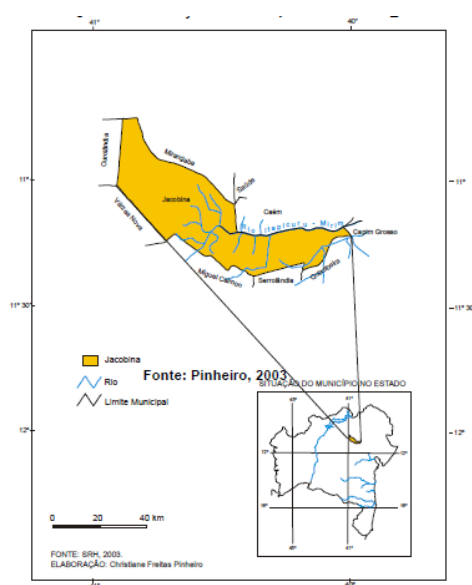 41°
40°
Ourolândia
Mirangaba
11°
11°
Saúde
Jacobina
Caém
Rio Itapicuru - Mirim
Várzea Nova
Capim Grosso
Miguel Calmon
Serrolândia
Quixabeira
11° 30'
11° 30
Jacobina
Rio
Limite Municipal
Fonte: Pinheiro, 2003
SITUAÇÃO DO MUNICÍPIO NO ESTADO
12°
12°
0
20
40 km
FONTE: SRH, 2003.
ELABORAÇÃO: Christiane Freitas Pinheiro